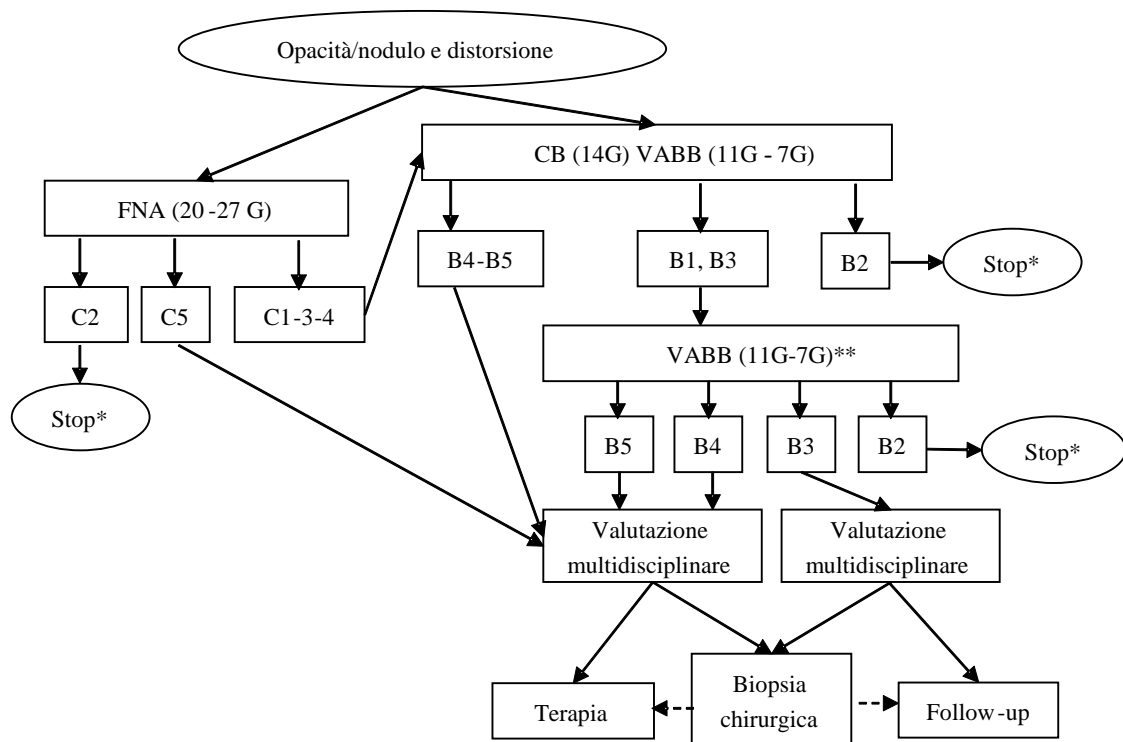 Opacità/nodulo e distorsione
CB (14G) VABB (11G - 7G)
FNA (20 -27 G)
B4-B5
B1, B3
B2
Stop*
C2
C5
C1-3-4
VABB (11G-7G)**
Stop*
B5
B4
B3
B2
Stop*
Valutazione
multidisciplinare
Valutazione
multidisciplinare
Terapia
Biopsia
chirurgica
Follow-up